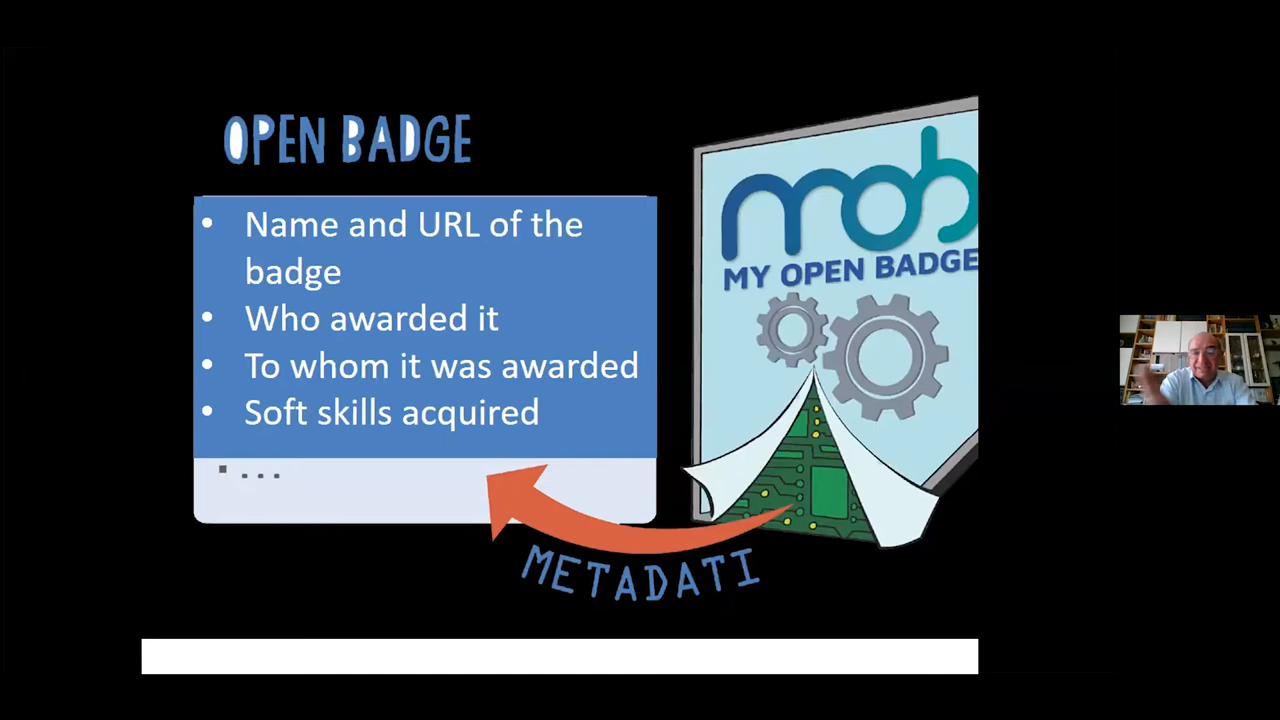 OPEN BADGE
• Name and URL of the
badge
• Who awarded it
• To whom it was awarded
• Soft skills acquired
▪ ...
mob
MY OPEN BADGE
METADATI